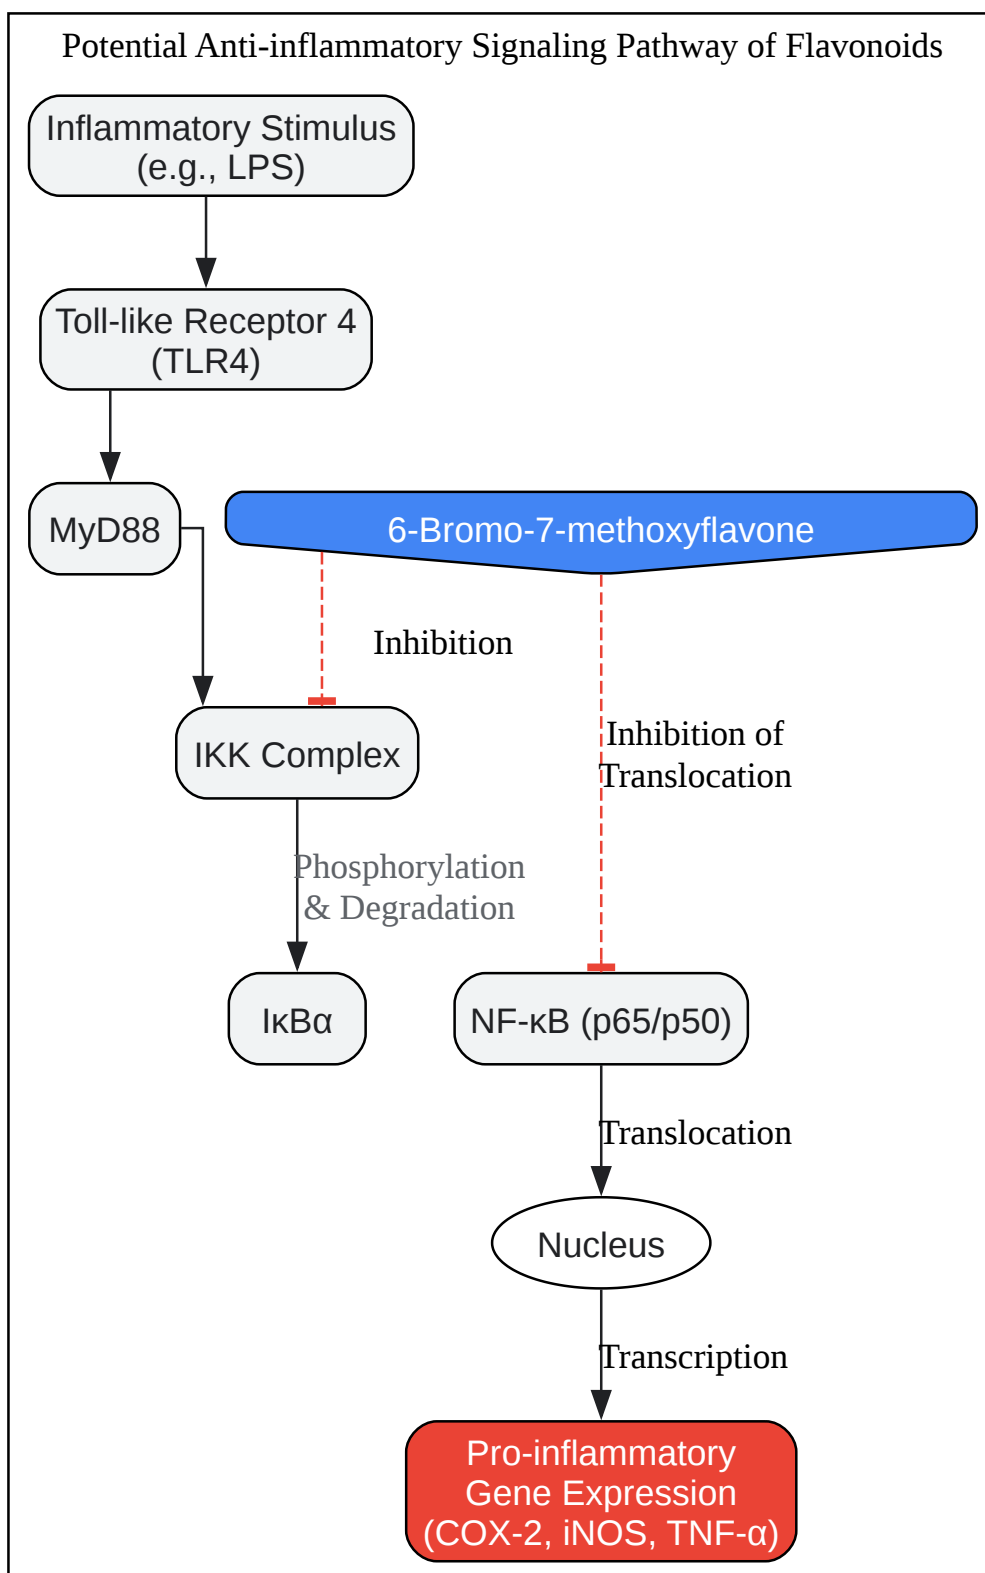 Potential Anti-inflammatory Signaling Pathway of Flavonoids
Inflammatory Stimulus
(e.g., LPS)
Toll-like Receptor 4
(TLR4)
MyD88
6-Bromo-7-methoxyflavone
Inhibition
Inhibition of
Translocation
IKK Complex
Phosphorylation
& Degradation
IκBα
NF-κB (p65/p50)
Translocation
Nucleus
Transcription
Pro-inflammatory
Gene Expression
(COX-2, iNOS, TNF-α)